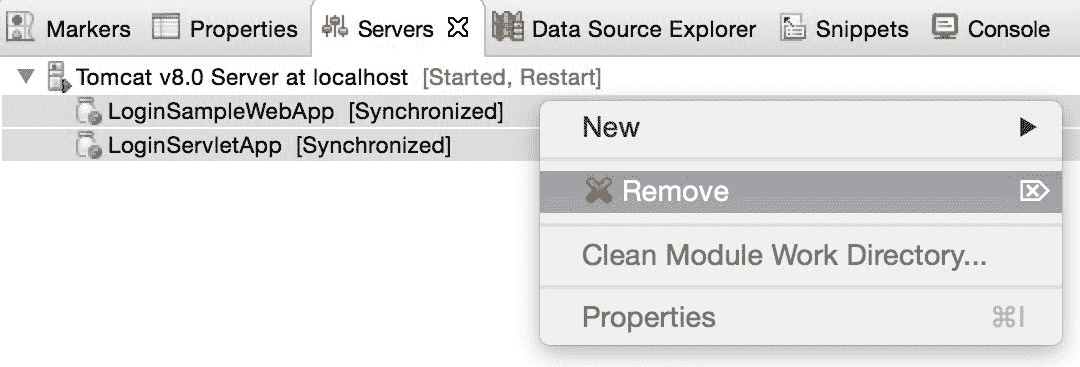 Markers Properties Servers Data Source Explorer Snippets Console
Tomcat v8.0 Server at localhost [Started, Restart]
LoginSampleWebApp [Synchronized]
LoginServletApp [Synchronized]
New
Remove
Clean Module Work Directory...
Properties ⌘I